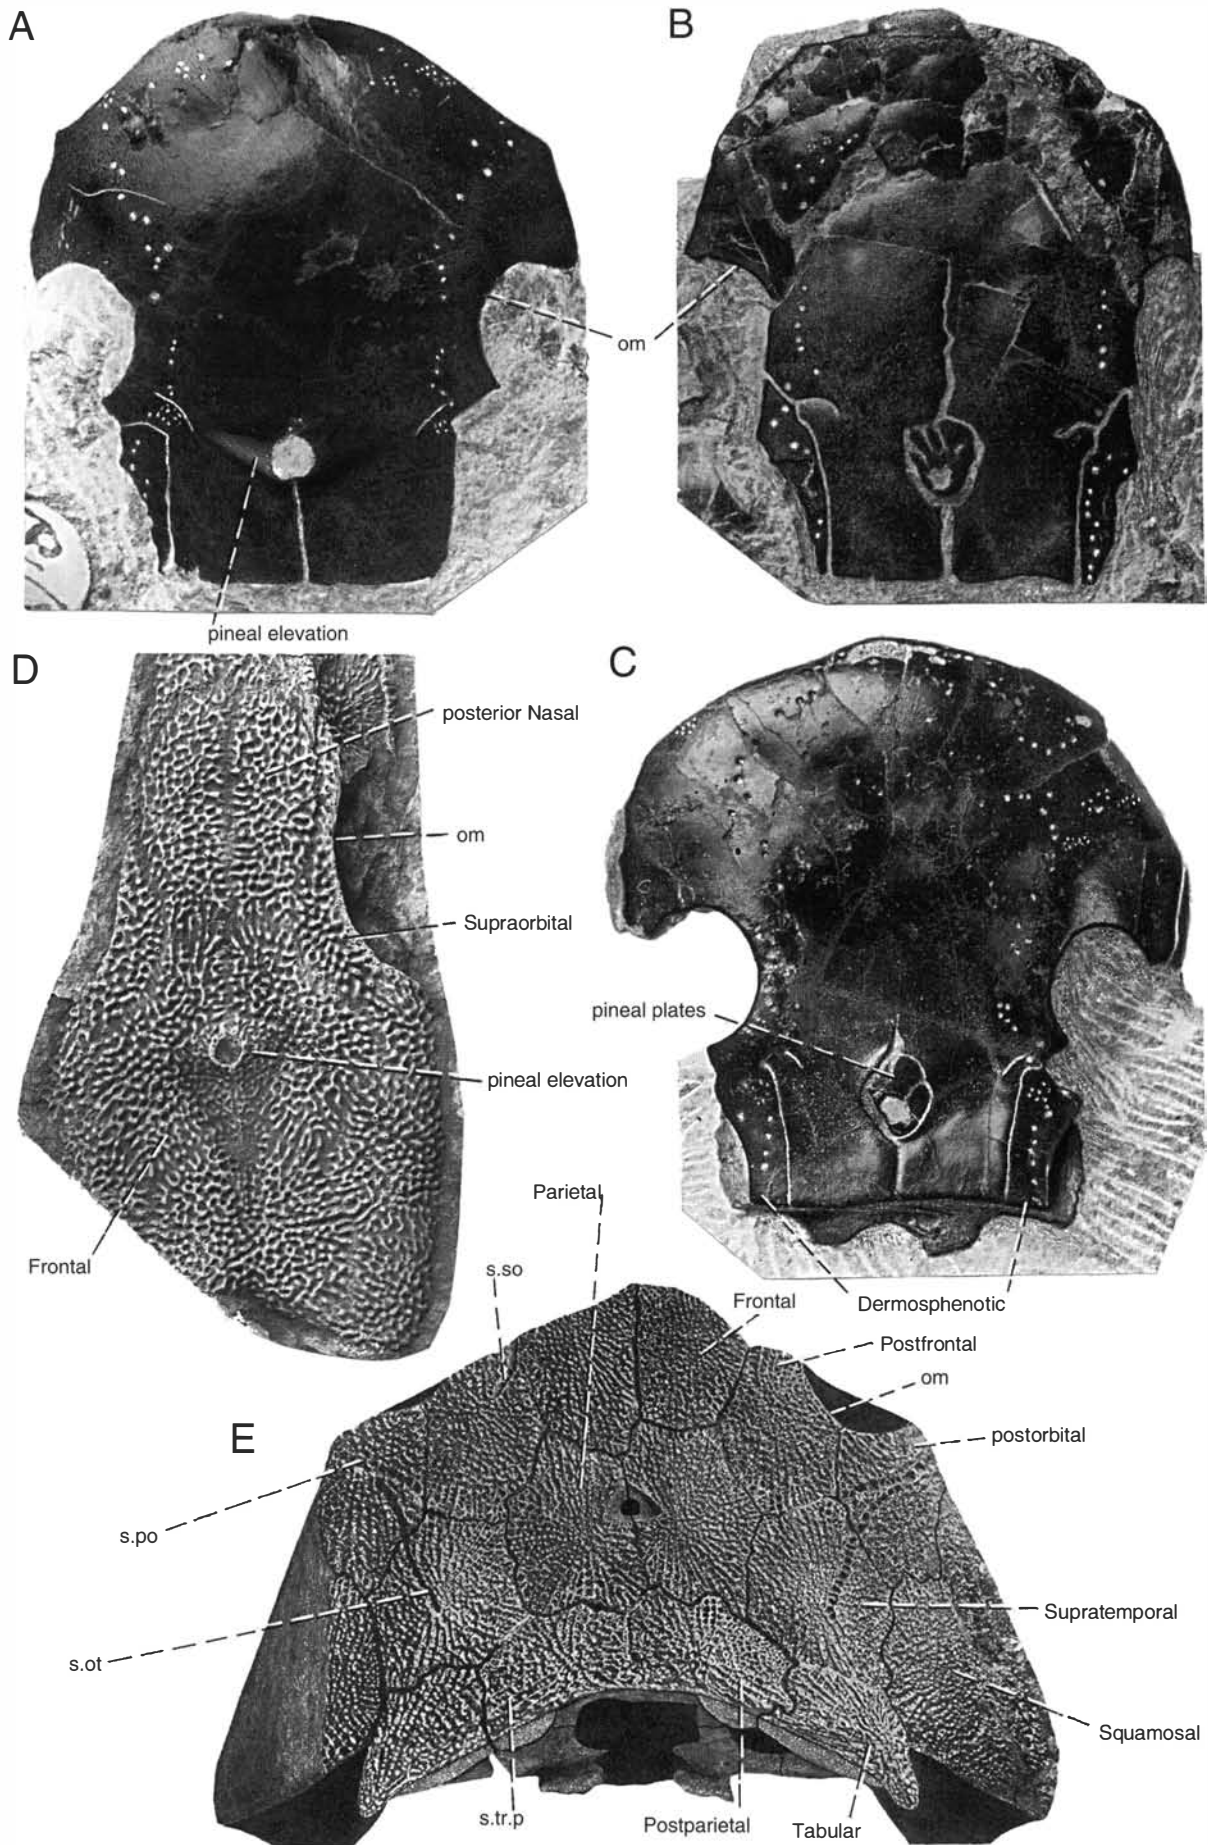 A
B
om
pineal elevation
D
C
posterior Nasal
om
Supraorbital
pineal plates
pineal elevation
Parietal
Frontal
s.so
Frontal
Dermosphenotic
Postfrontal
om
E
postorbital
s.po
Supratemporal
s.ot
Squamosal
s.tr.p
Postparietal
Tabular